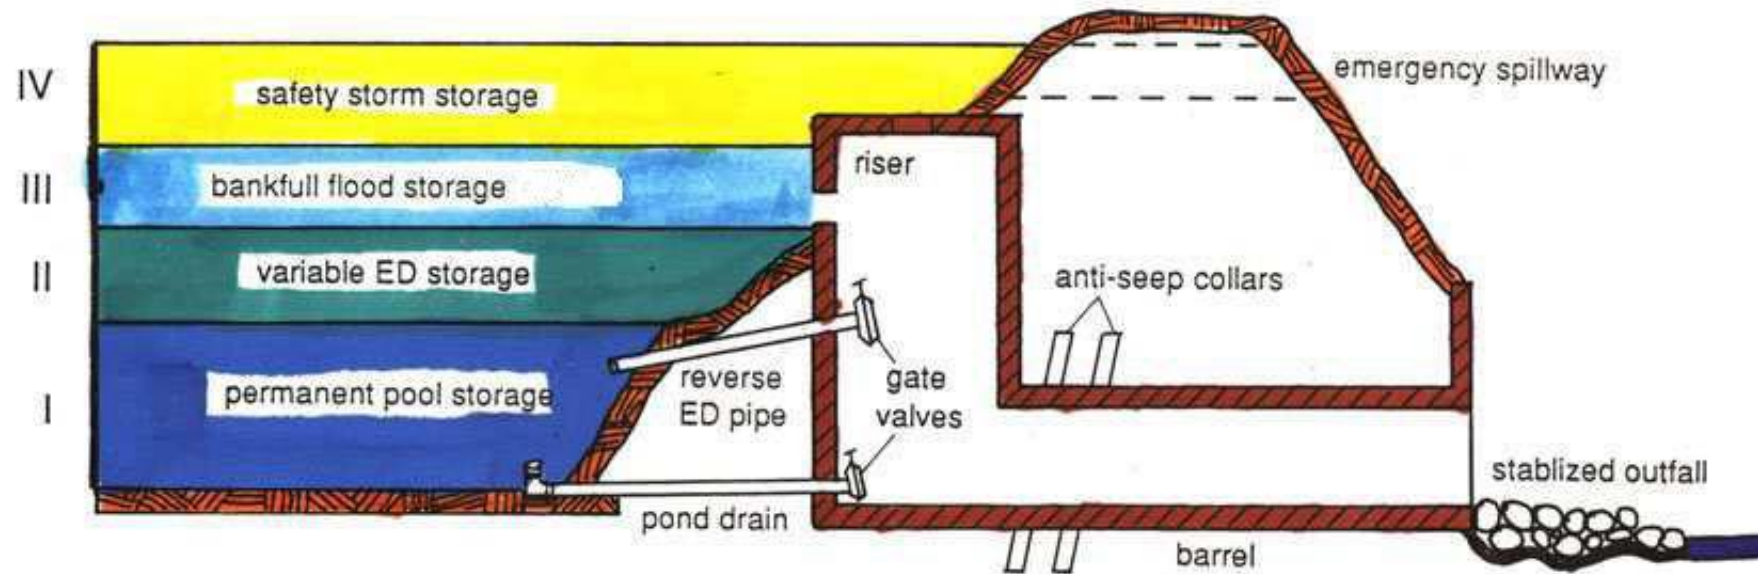 IV
safety storm storage
emergency spillway
III
bankfull flood storage
riser
II
variable ED storage
anti-seep collars
I
permanent pool storage
reverse
ED pipe
gate
valves
stablized outfall
pond drain
barrel